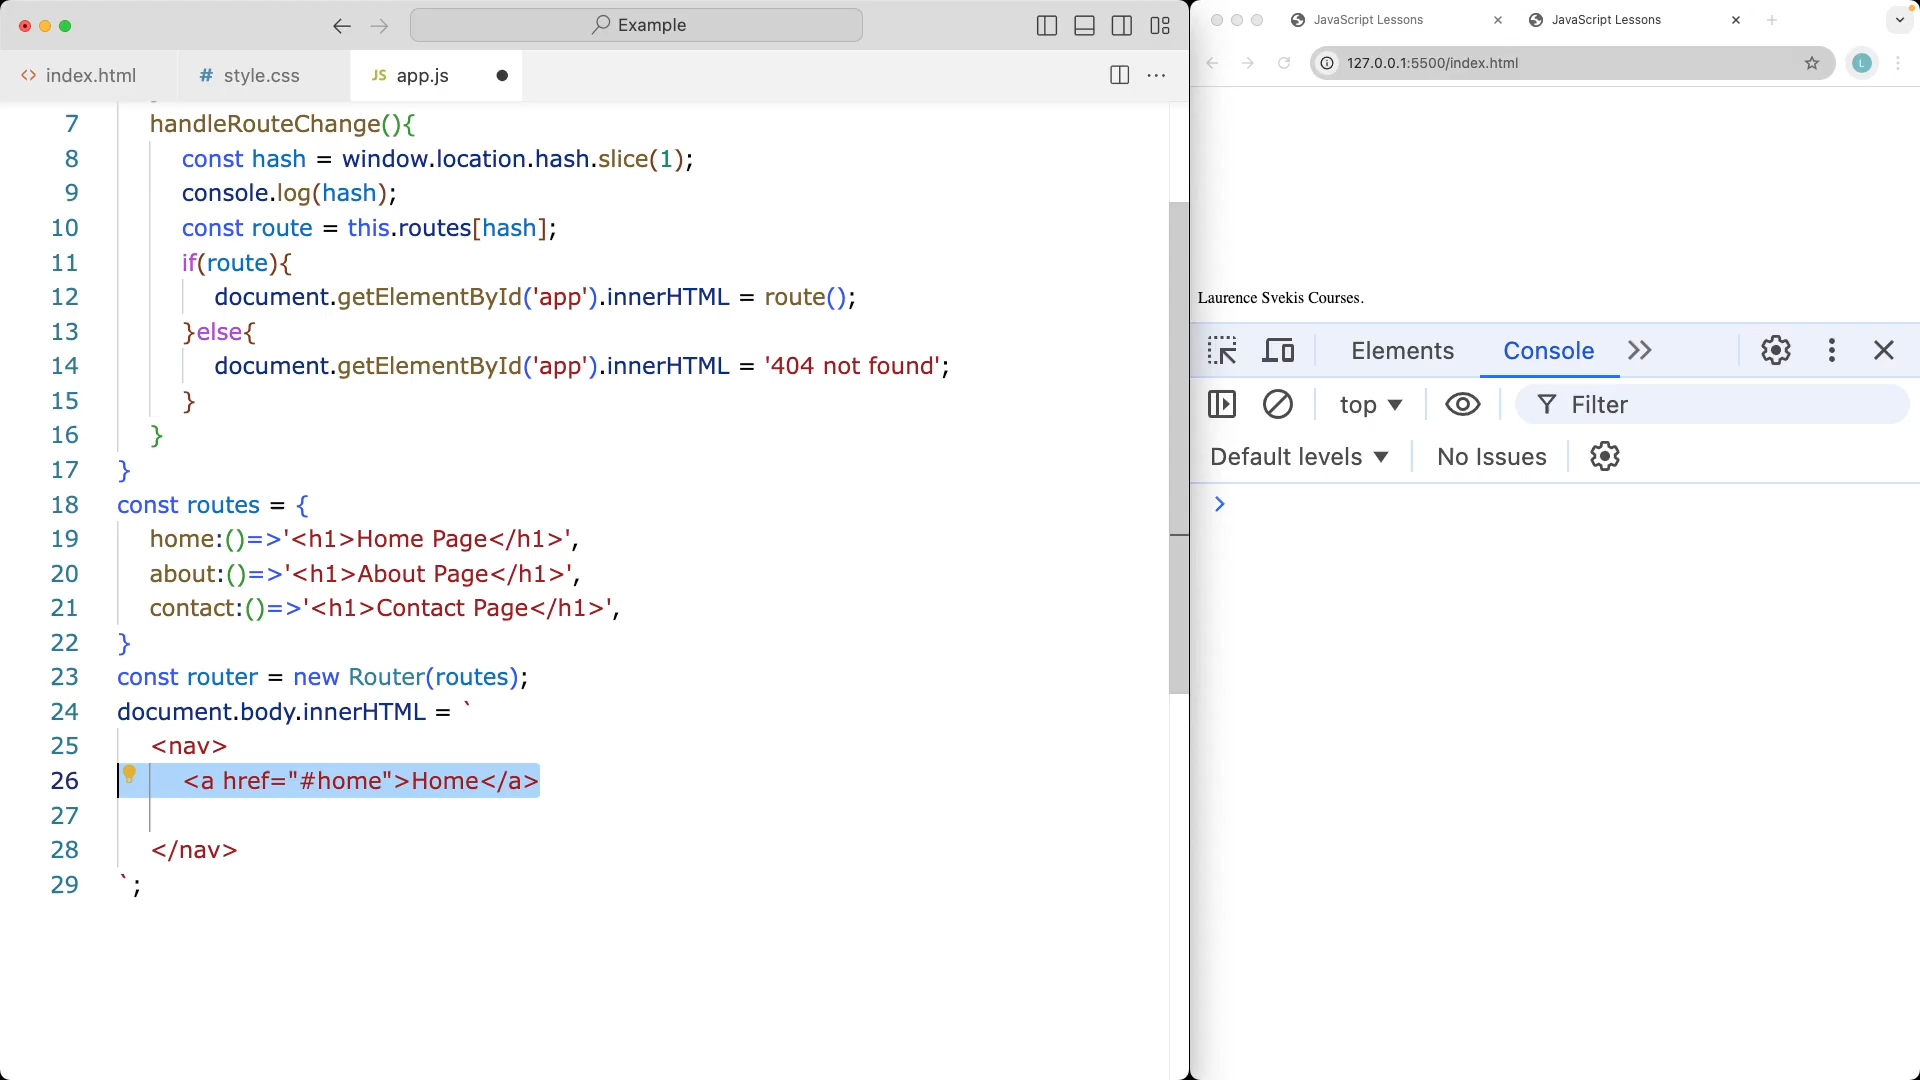 Example
index.html
# style.css
JS app.js
7 handleRouteChange(){
8 const hash = window.location.hash.slice(1);
9 console.log(hash);
10 const route = this.routes[hash];
11 if(route){
12 document.getElementById('app').innerHTML = route();
13 }else{
14 document.getElementById('app').innerHTML = '404 not found';
15 }
16 }
17 }
18 const routes = {
19 home:()=>'<h1>Home Page</h1>',
20 about:()=>'<h1>About Page</h1>',
21 contact:()=>'<h1>Contact Page</h1>',
22 }
23 const router = new Router(routes);
24 document.body.innerHTML = `
25 <nav>
26 <a href="#home">Home</a>
27
28 </nav>
29 `;
JavaScript Lessons
JavaScript Lessons
127.0.0.1:5500/index.html
L
Laurence Svekis Courses.
Elements
Console
top
Filter
Default levels
No Issues